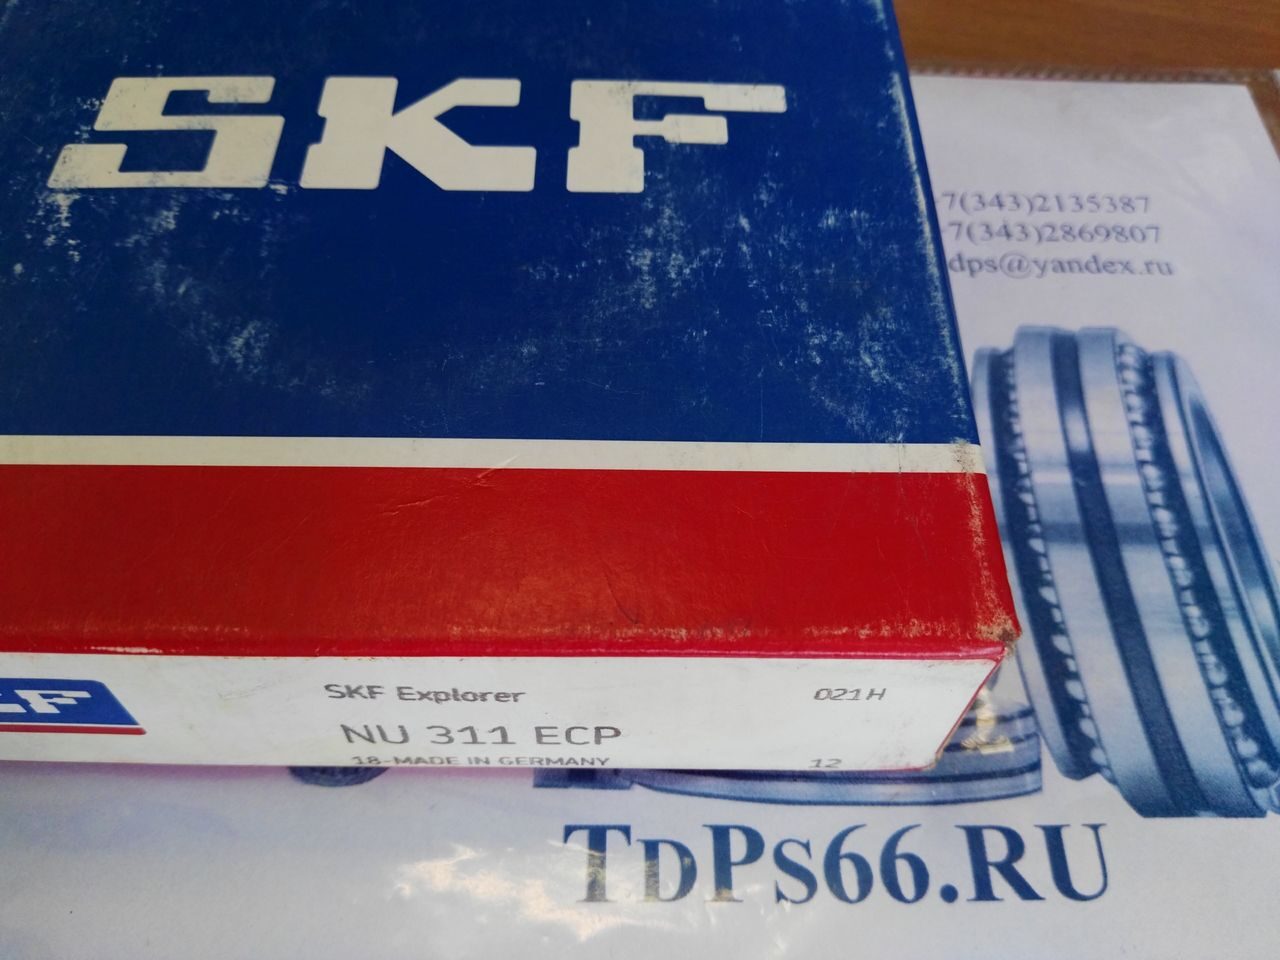 SKF
7(343)2135387
7(343)2869807
dps@yandex.ru
SKF Explorer 021H
NU 311 ECP
18-MADE IN GERMANY 12
TDPS66.RU